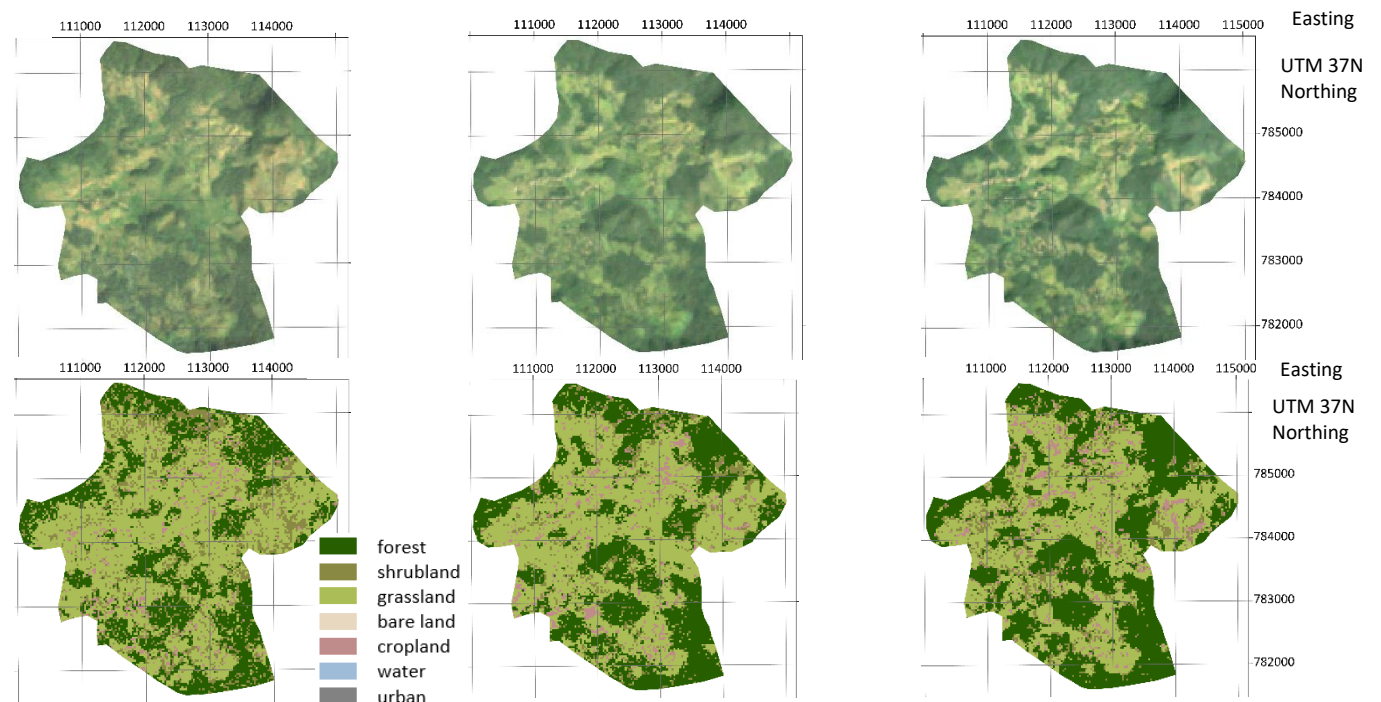 111000 112000 113000 114000
111000 112000 113000 114000
111000 112000 113000 114000 115000
Easting
UTM 37N
Northing
785000
784000
783000
782000
111000 112000 113000 114000
111000 112000 113000 114000
111000 112000 113000 114000 115000
Easting
UTM 37N
Northing
785000
784000
783000
782000
forest
shrubland
grassland
bare land
cropland
water
urban